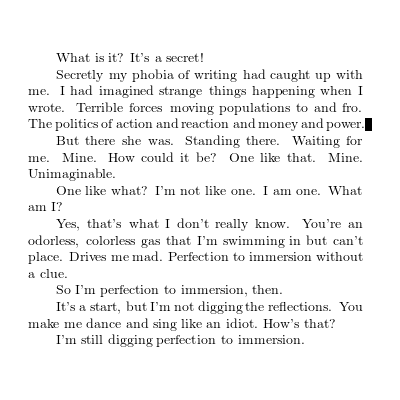 What is it? It's a secret!
Secretly my phobia of writing had caught up with
me. I had imagined strange things happening when I
wrote. Terrible forces moving populations to and fro.
The politics of action and reaction and money and power.
But there she was. Standing there. Waiting for
me. Mine. How could it be? One like that. Mine.
Unimaginable.
One like what? I'm not like one. I am one. What
am I?
Yes, that's what I don't really know. You're an
odorless, colorless gas that I'm swimming in but can't
place. Drives me mad. Perfection to immersion without
a clue.
So I'm perfection to immersion, then.
It's a start, but I'm not digging the reflections. You
make me dance and sing like an idiot. How's that?
I'm still digging perfection to immersion.